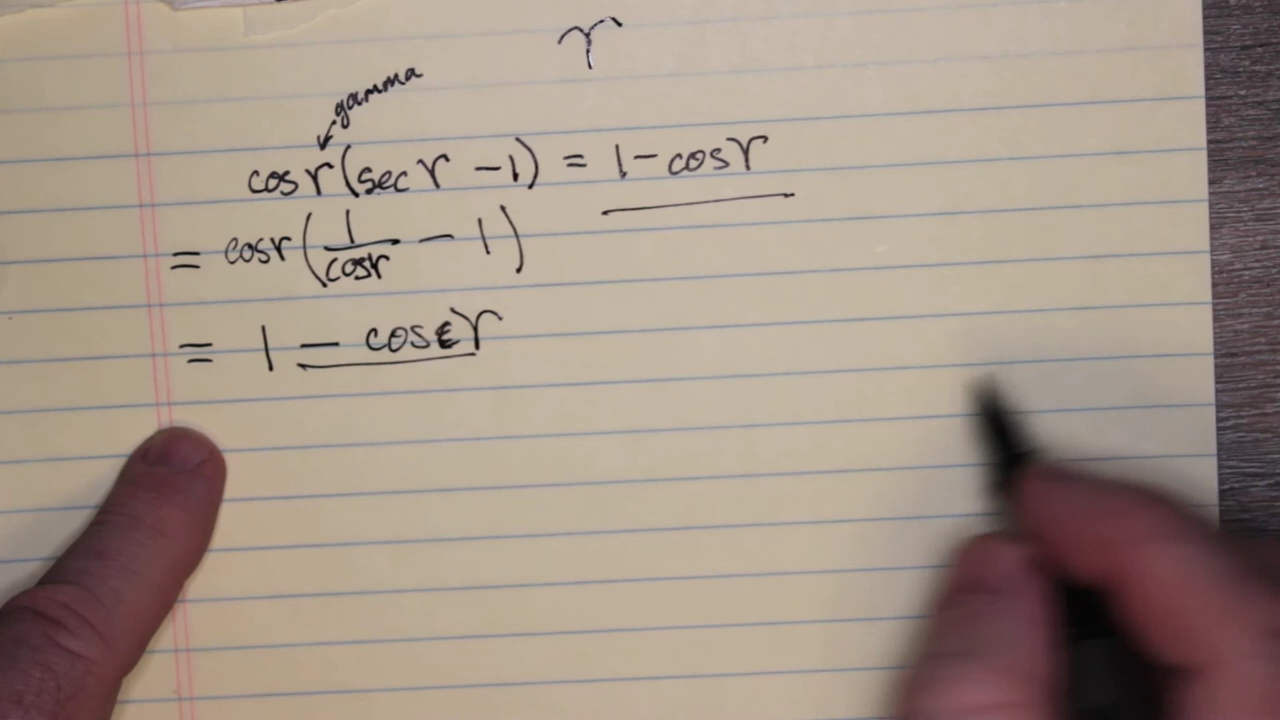 γ
gamma
cos γ (sec γ - 1) = 1 - cos γ
= cos γ (1/cos γ - 1)
= 1 - cos γ